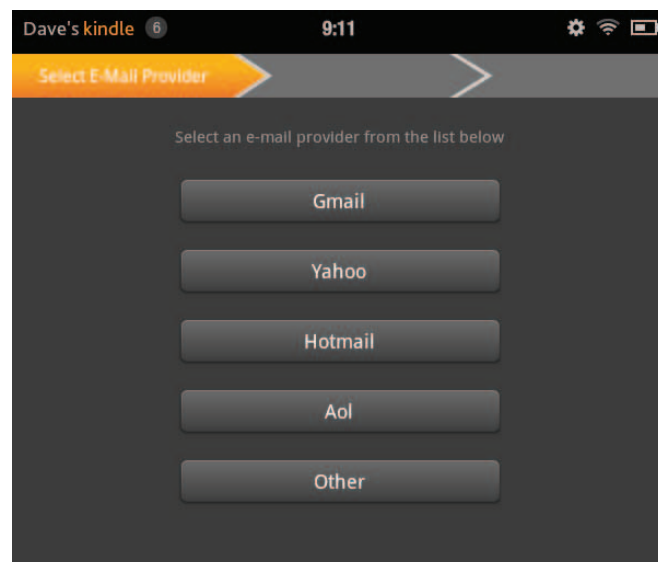 Dave's kindle 6 9:11
Select E-Mail Provider
Select an e-mail provider from the list below
Gmail
Yahoo
Hotmail
Aol
Other